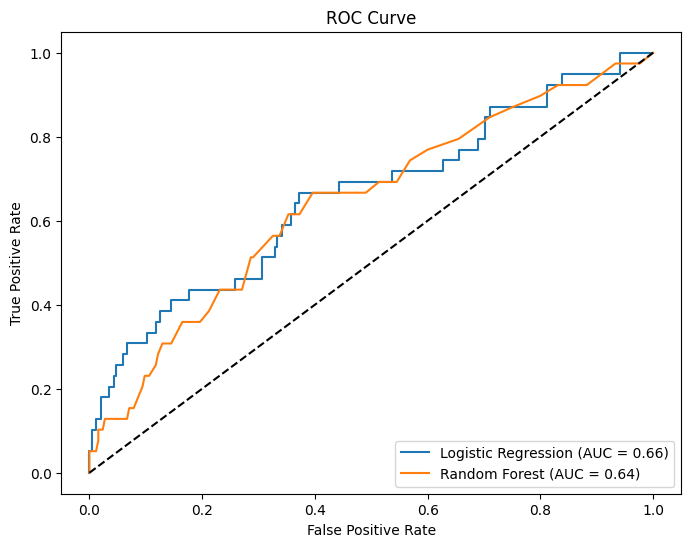 ROC Curve
True Positive Rate
1.0
0.8
0.6
0.4
0.2
0.0
Logistic Regression (AUC = 0.66)
Random Forest (AUC = 0.64)
0.0 0.2 0.4 0.6 0.8 1.0
False Positive Rate